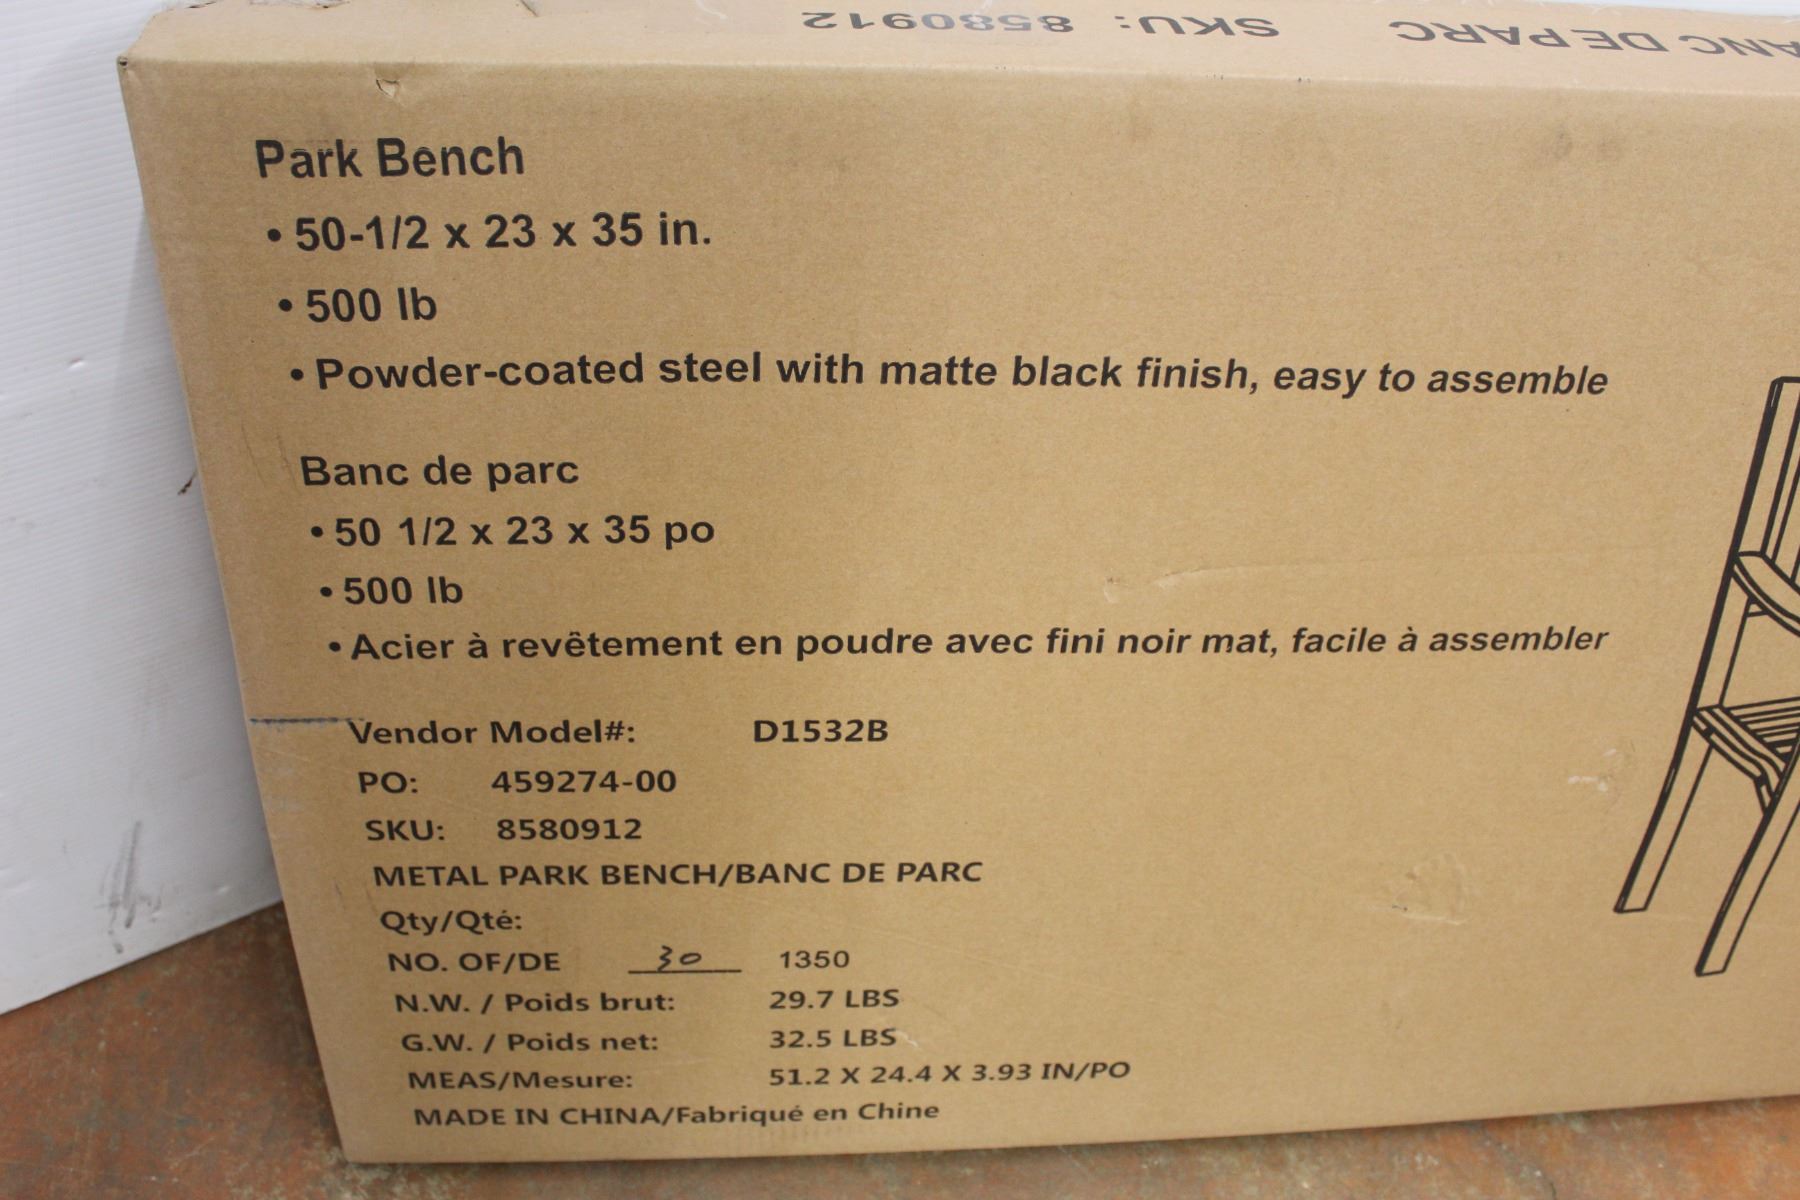 ANC DE PARC SKU: 8580912
Park Bench
• 50-1/2 x 23 x 35 in.
• 500 lb
• Powder-coated steel with matte black finish, easy to assemble
Banc de parc
• 50 1/2 x 23 x 35 po
• 500 lb
• Acier à revêtement en poudre avec fini noir mat, facile à assembler
Vendor Model#: D1532B
PO: 459274-00
SKU: 8580912
METAL PARK BENCH/BANC DE PARC
Qty/Qté:
NO. OF/DE 30 1350
N.W. / Poids brut: 29.7 LBS
G.W. / Poids net: 32.5 LBS
MEAS/Mesure: 51.2 X 24.4 X 3.93 IN/PO
MADE IN CHINA/Fabriqué en Chine